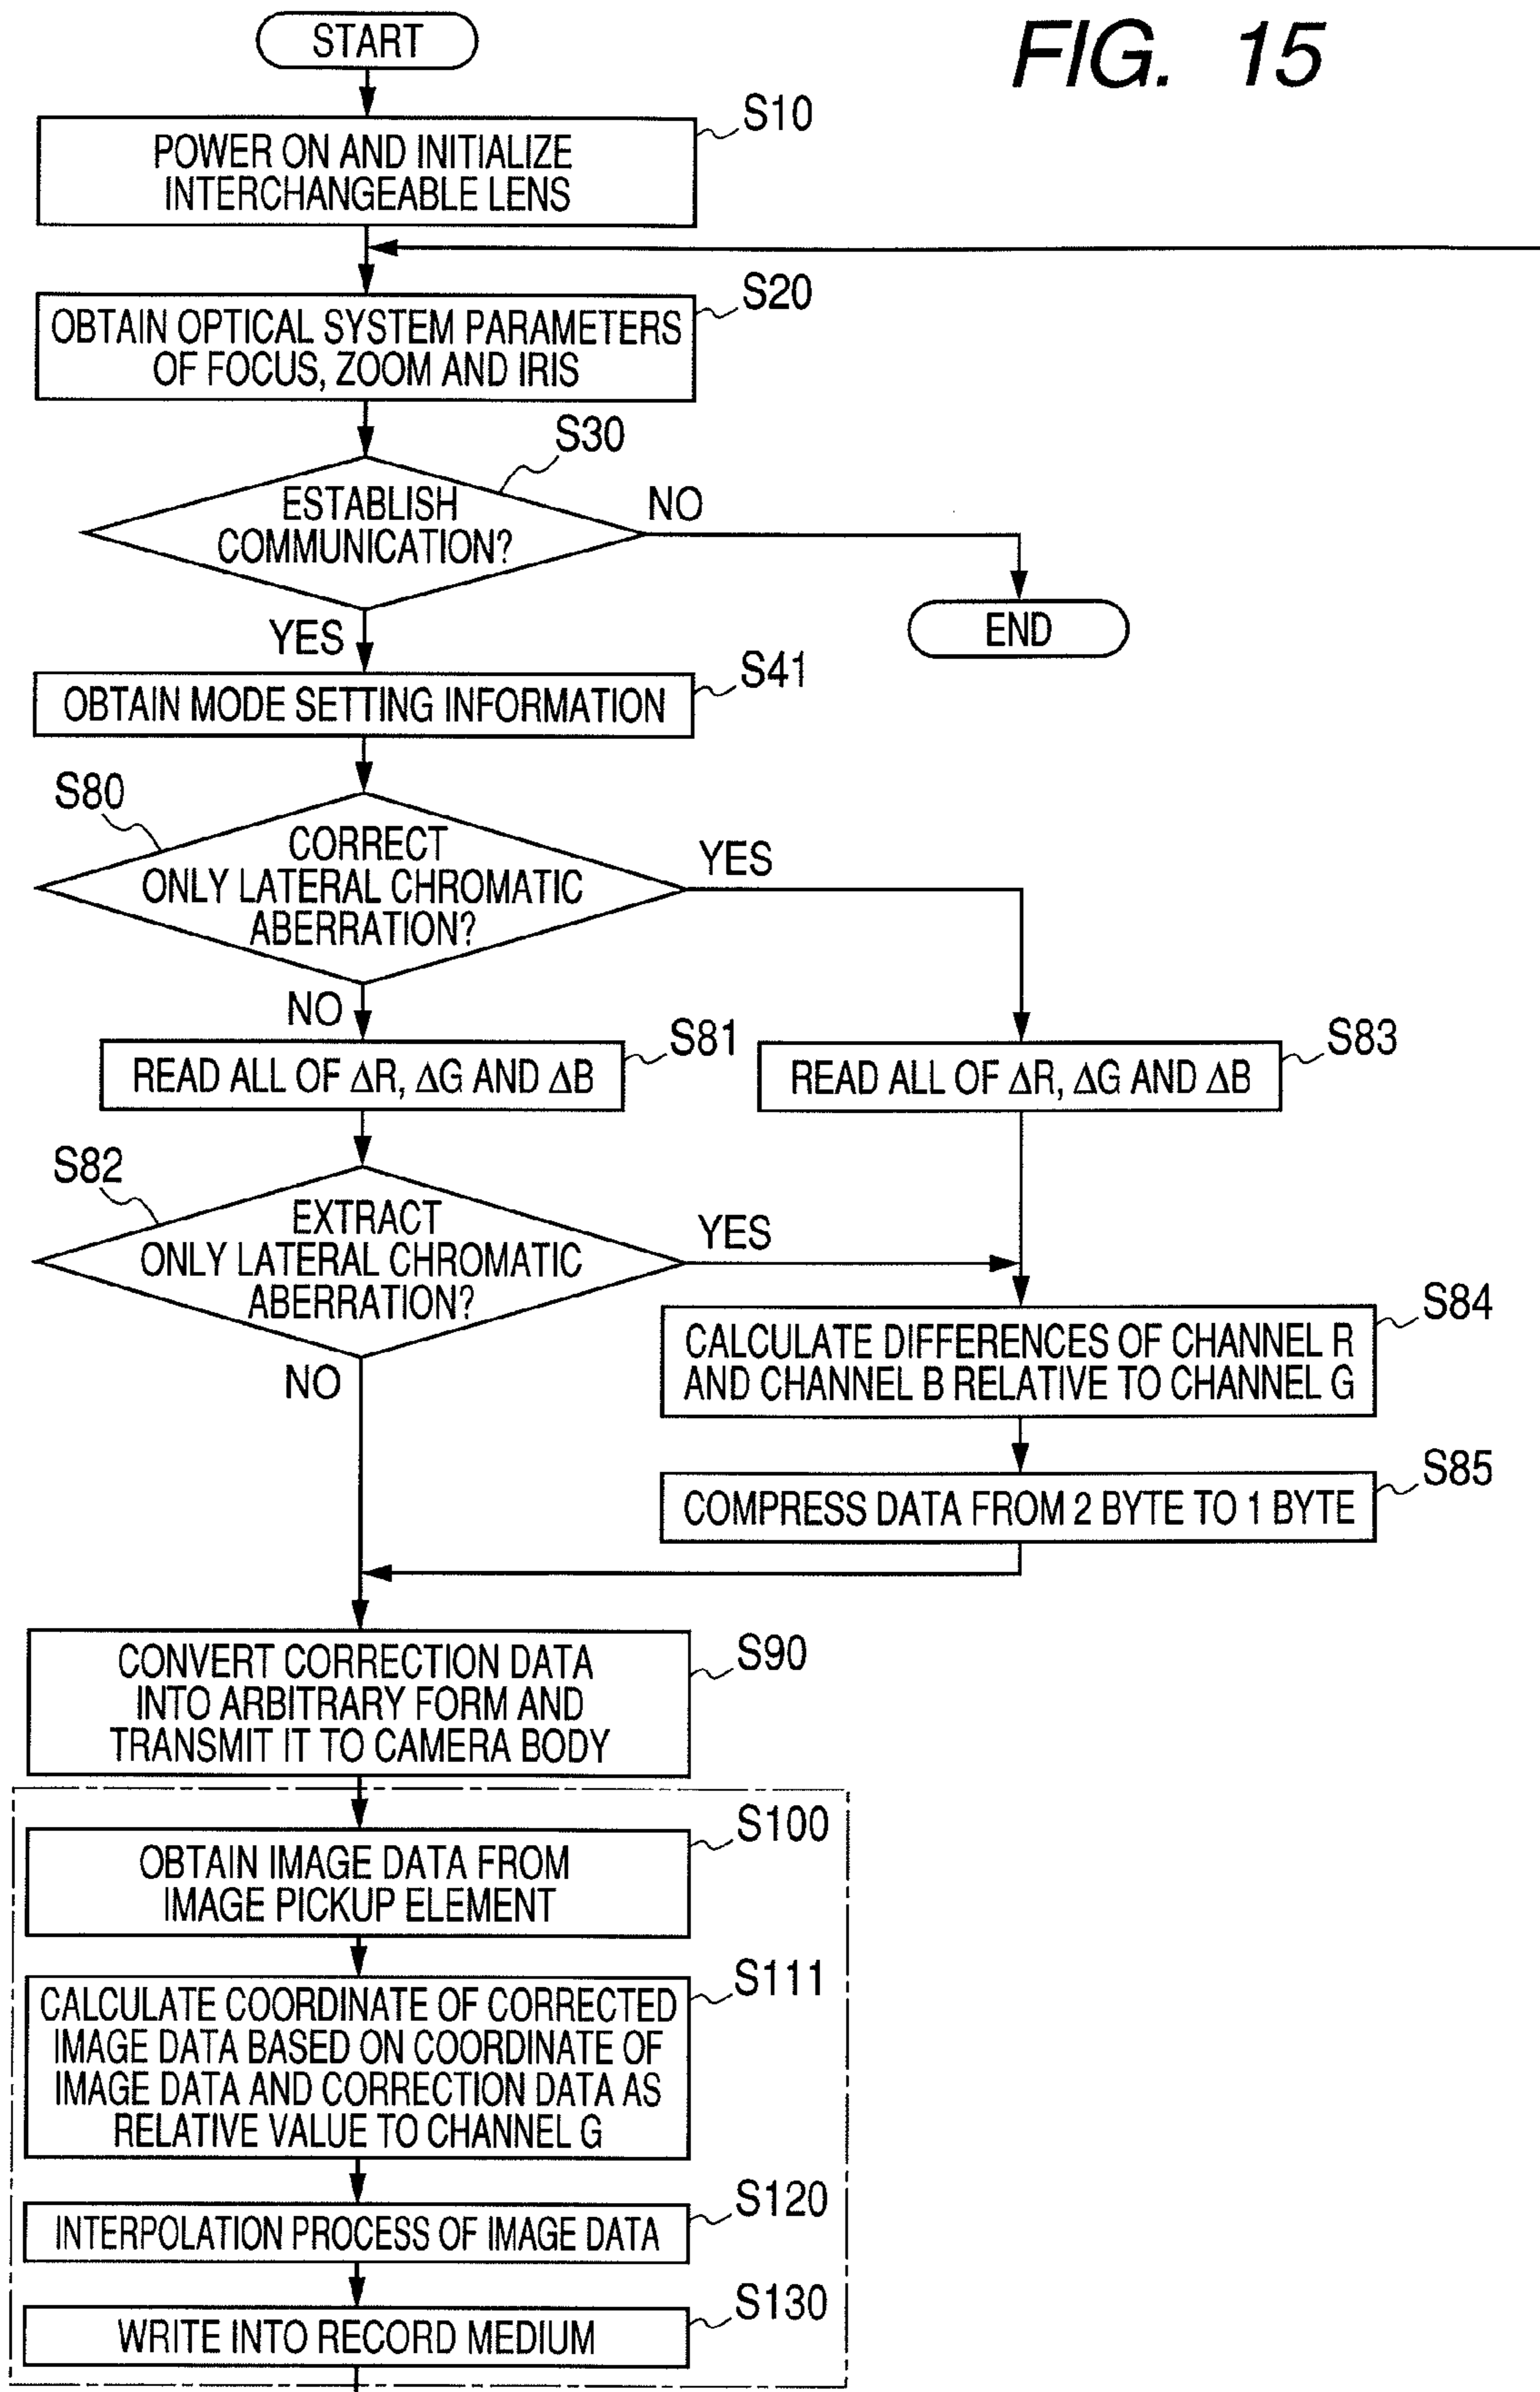 FIG. 15
START
S10
POWER ON AND INITIALIZE
INTERCHANGEABLE LENS
S20
OBTAIN OPTICAL SYSTEM PARAMETERS
OF FOCUS, ZOOM AND IRIS
S30
ESTABLISH
COMMUNICATION?
NO
END
YES
S41
OBTAIN MODE SETTING INFORMATION
S80
CORRECT
ONLY LATERAL CHROMATIC
ABERRATION?
YES
NO
S81
READ ALL OF ΔR, ΔG AND ΔB
S83
READ ALL OF ΔR, ΔG AND ΔB
S82
EXTRACT
ONLY LATERAL CHROMATIC
ABERRATION?
YES
NO
S84
CALCULATE DIFFERENCES OF CHANNEL R
AND CHANNEL B RELATIVE TO CHANNEL G
S85
COMPRESS DATA FROM 2 BYTE TO 1 BYTE
S90
CONVERT CORRECTION DATA
INTO ARBITRARY FORM AND
TRANSMIT IT TO CAMERA BODY
S100
OBTAIN IMAGE DATA FROM
IMAGE PICKUP ELEMENT
S111
CALCULATE COORDINATE OF CORRECTED
IMAGE DATA BASED ON COORDINATE OF
IMAGE DATA AND CORRECTION DATA AS
RELATIVE VALUE TO CHANNEL G
S120
INTERPOLATION PROCESS OF IMAGE DATA
S130
WRITE INTO RECORD MEDIUM